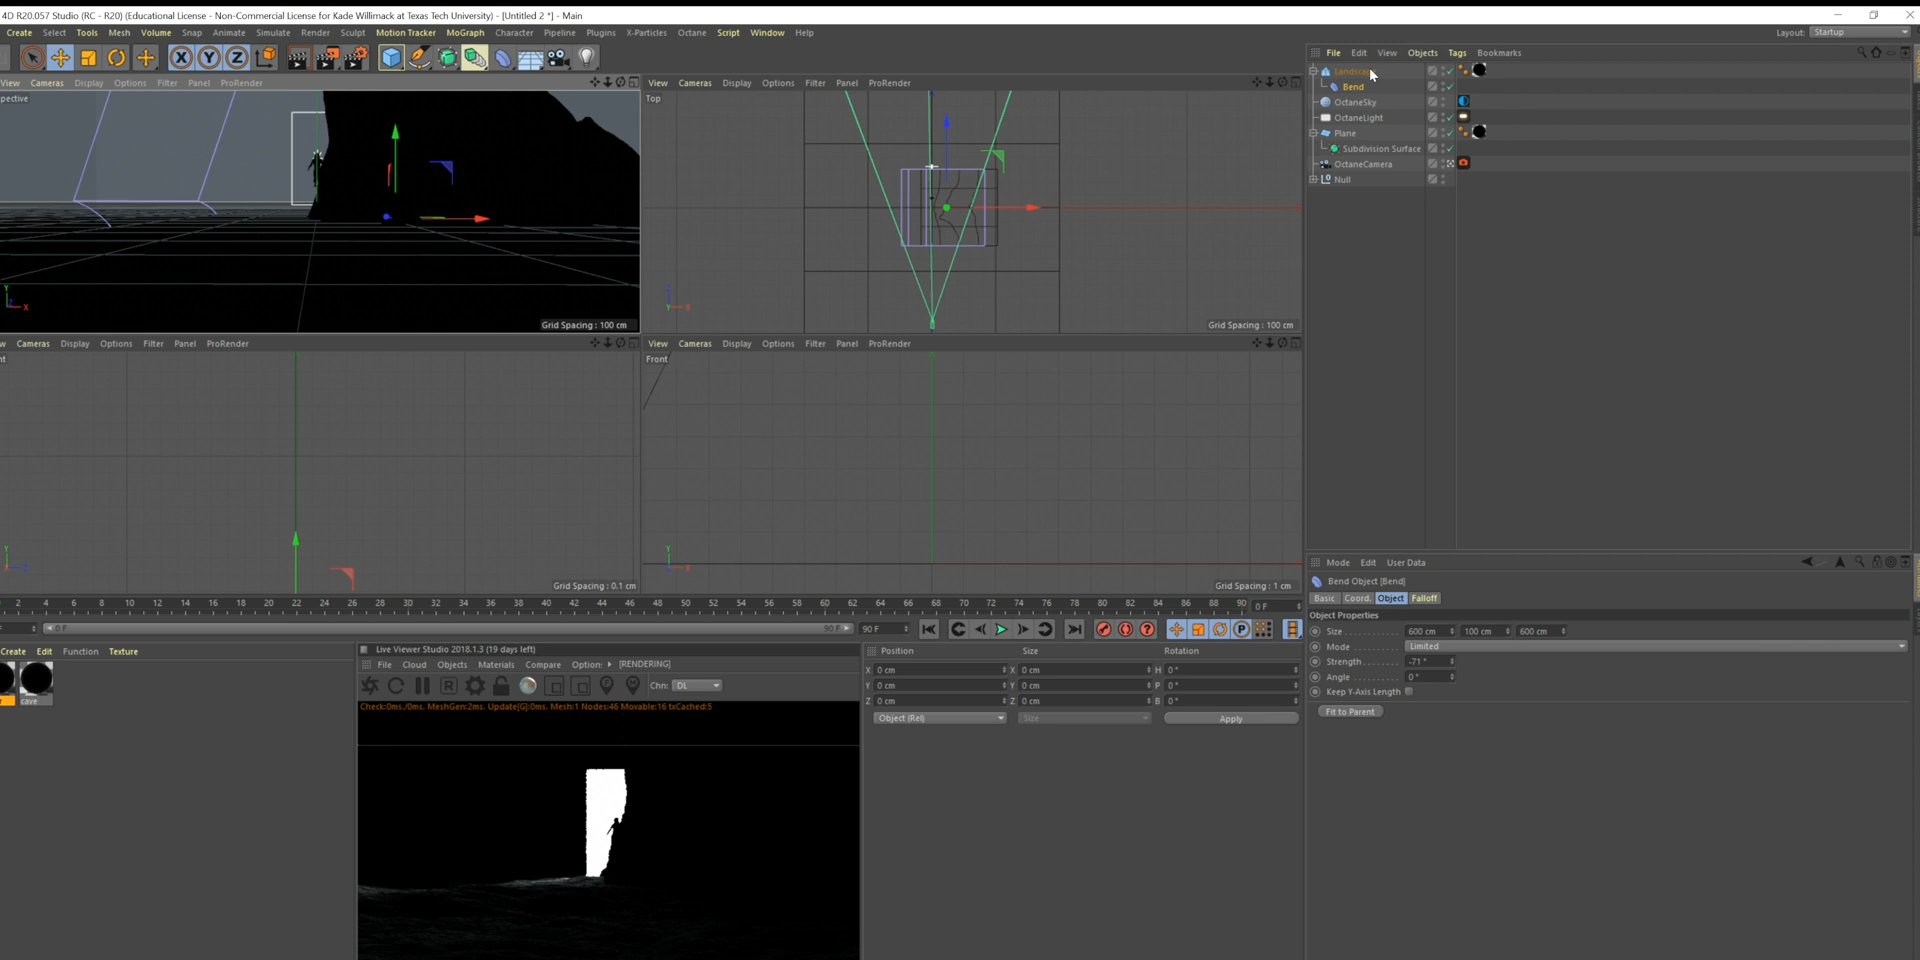 4D R20.057 Studio (RC - R20) (Educational License - Non-Commercial License for Kade Willimack at Texas Tech University) - [Untitled 2 *] - Main
Create Select Tools Mesh Volume Snap Animate Simulate Render Sculpt Motion Tracker MoGraph Character Pipeline Plugins X-Particles Octane Script Window Help
Layout: Startup
X Y Z
File Edit View Objects Tags Bookmarks
Landscape
Bend
OctaneSky
OctaneLight
Plane
Subdivision Surface
OctaneCamera
Null
View Cameras Display Options Filter Panel ProRender
pective
Grid Spacing : 100 cm
View Cameras Display Options Filter Panel ProRender
Top
Grid Spacing : 100 cm
w Cameras Display Options Filter Panel ProRender
ht
Grid Spacing : 0.1 cm
View Cameras Display Options Filter Panel ProRender
Front
Grid Spacing : 1 cm
2 4 6 8 10 12 14 16 18 20 22 24 26 28 30 32 34 36 38 40 42 44 46 48 50 52 54 56 58 60 62 64 66 68 70 72 74 76 78 80 82 84 86 88 90 0 F
F 0 F 90 F 90 F
Create Edit Function Texture
r cave
Live Viewer Studio 2018.1.3 (19 days left)
File Cloud Objects Materials Compare Option: [RENDERING]
R Chn: DL
Check:0ms./0ms. MeshGen:2ms. Update[G]:0ms. Mesh:1 Nodes:46 Movable:16 txCached:5
Position Size Rotation
X 0 cm X 0 cm H 0 °
Y 0 cm Y 0 cm P 0 °
Z 0 cm Z 0 cm B 0 °
Object (Rel) Size Apply
Mode Edit User Data
Bend Object [Bend]
Basic Coord. Object Falloff
Object Properties
Size 600 cm 100 cm 600 cm
Mode Limited
Strength -71 °
Angle 0 °
Keep Y-Axis Length
Fit to Parent